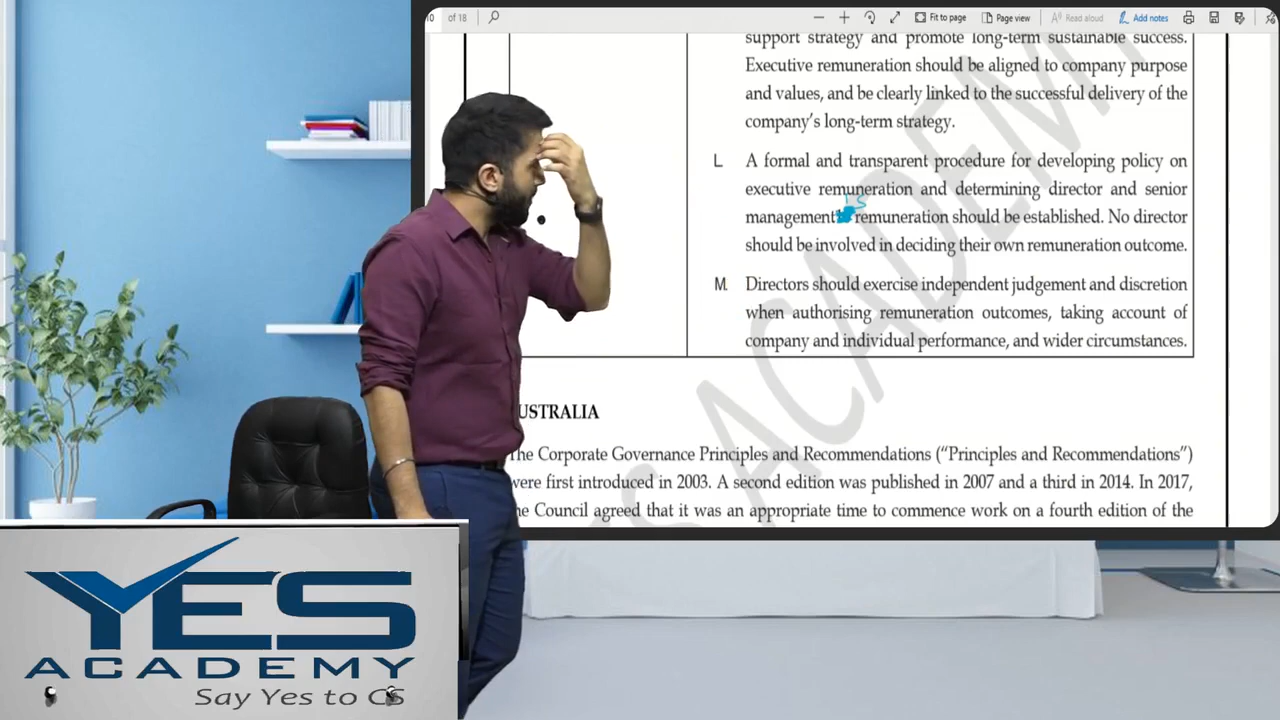 10 of 18 Fit to page Page view Read aloud Add notes
support strategy and promote long-term sustainable success.
Executive remuneration should be aligned to company purpose
and values, and be clearly linked to the successful delivery of the
company's long-term strategy.
L. A formal and transparent procedure for developing policy on
executive remuneration and determining director and senior
management remuneration should be established. No director
should be involved in deciding their own remuneration outcome.
M. Directors should exercise independent judgement and discretion
when authorising remuneration outcomes, taking account of
company and individual performance, and wider circumstances.
USTRALIA
The Corporate Governance Principles and Recommendations (“Principles and Recommendations”)
were first introduced in 2003. A second edition was published in 2007 and a third in 2014. In 2017,
he Council agreed that it was an appropriate time to commence work on a fourth edition of the
YES
ACADEMY
Say Yes to CS